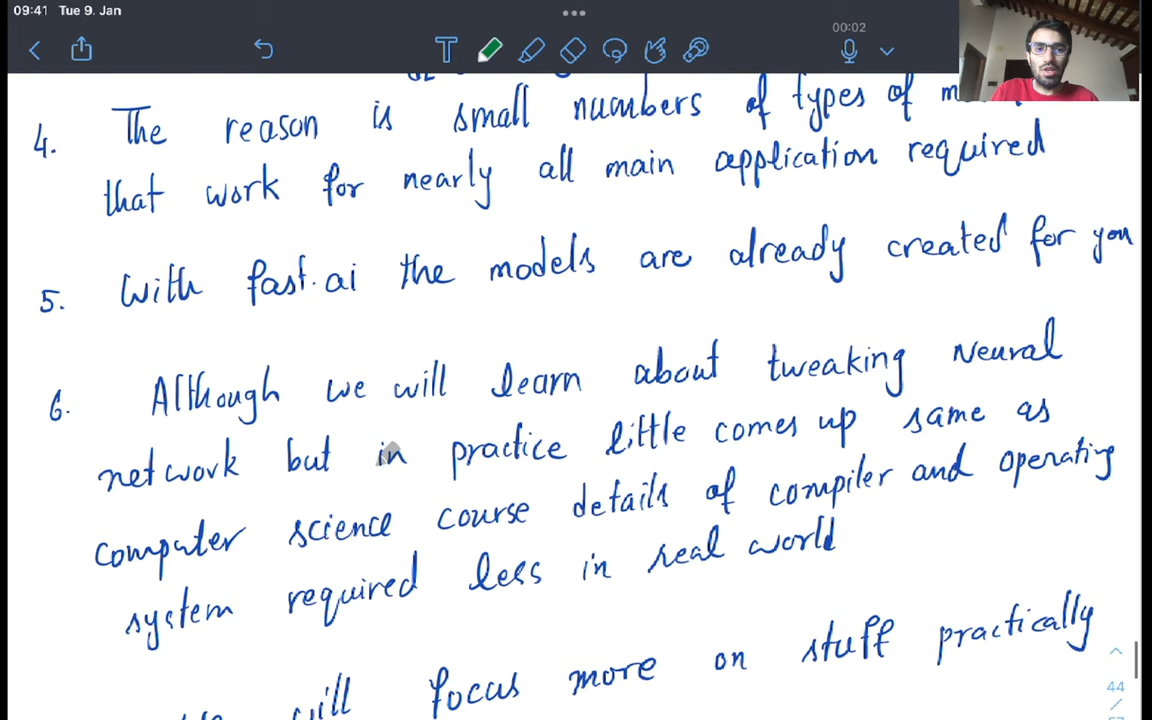 09:41 Tue 9. Jan
00:02
T
4. The reason is small numbers of types of
that work for nearly all main application required
5. With fast.ai the models are already created for you
6. Although we will learn about tweaking Neural
network but in practice little comes up same as
computer science course details of compiler and operating
system required less in real world
will focus more on stuff practically
44
/